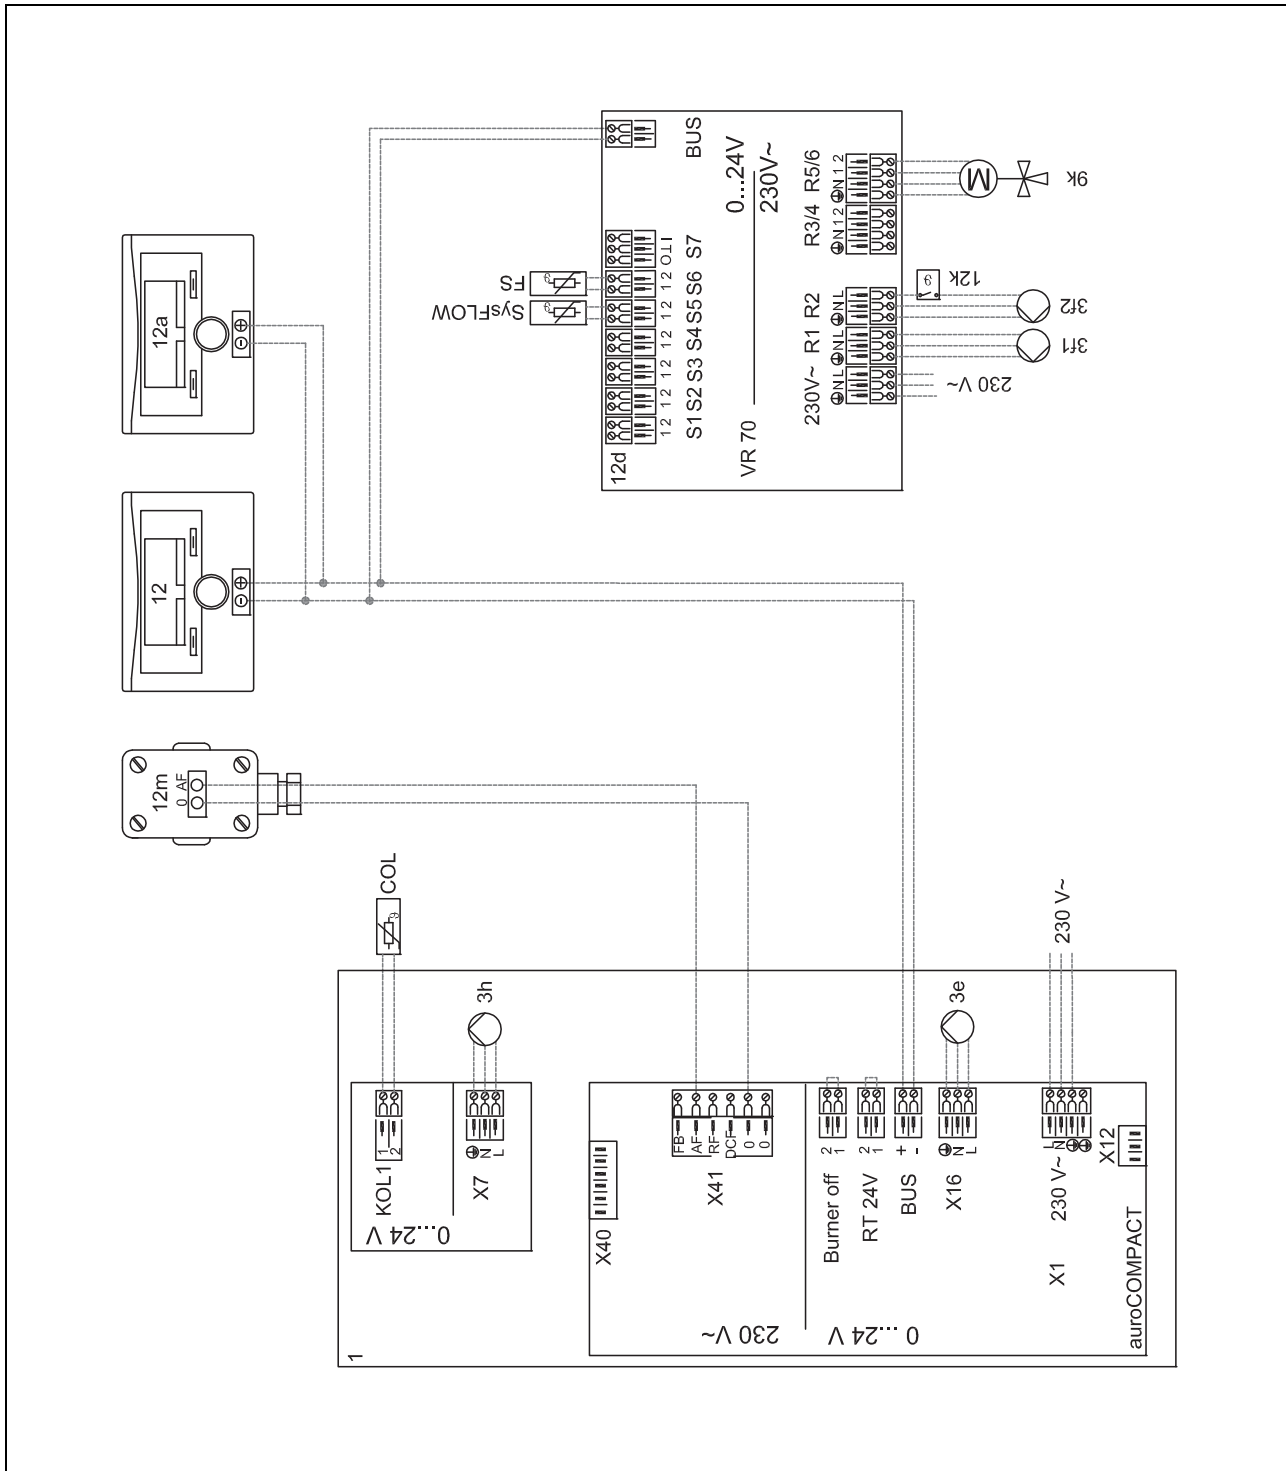 12a
12
12m
0 AF
COL
3h
KOL1
1
2
X7
N
L
0...24 V
X40
X41
FB
AF
RF
DCF
0
0
230 V~
0...24 V
Burner off
2
1
RT 24V
2
1
BUS
+
-
X16
N
L
3e
230 V~
X1
230 V~
L
N
X12
auroCOMPACT
1
BUS
0...24V
230V~
VR 70
12d
S1 S2 S3 S4 S5 S6 S7
1 2
1 2
1 2
1 2
1 2
1 2
O T I
FS
SysFLOW
R5/6
N 1 2
R3/4
N 1 2
R2
N L
R1
N L
230V~
N L
M
9k
12k
3f2
3f1
230 V~